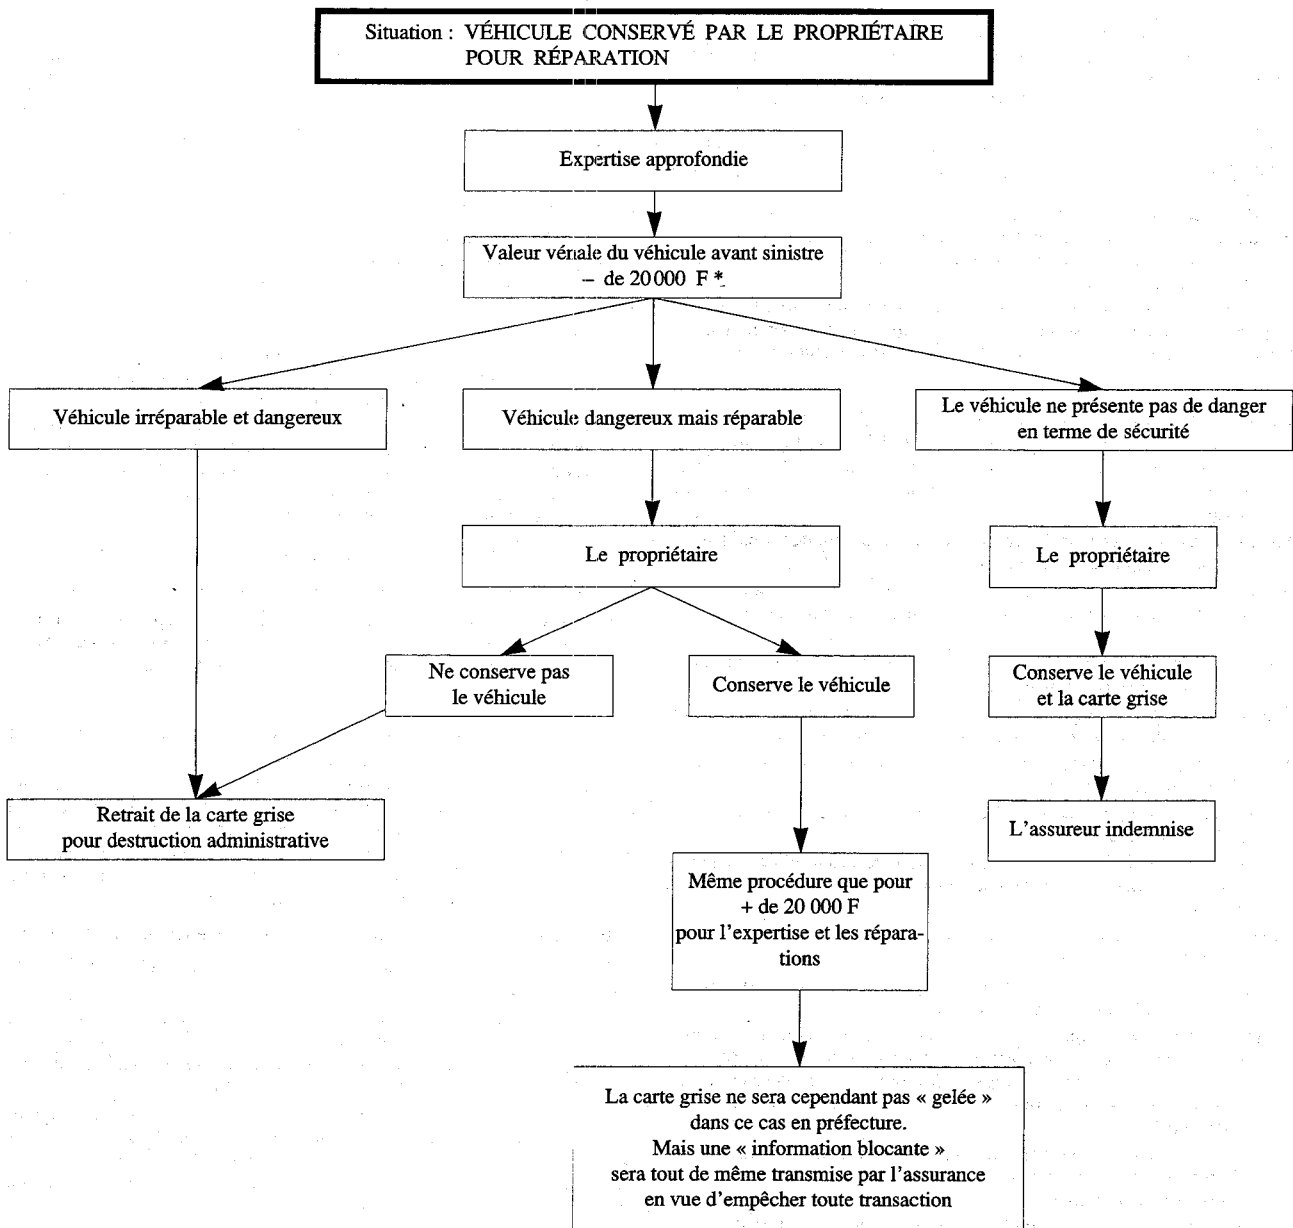 Situation : VÉHICULE CONSERVÉ PAR LE PROPRIÉTAIRE
POUR RÉPARATION
Expertise approfondie
Valeur vénale du véhicule avant sinistre
– de 20 000 F *
Véhicule irréparable et dangereux
Véhicule dangereux mais réparable
Le véhicule ne présente pas de danger
en terme de sécurité
Le propriétaire
Le propriétaire
Ne conserve pas
le véhicule
Conserve le véhicule
Conserve le véhicule
et la carte grise
Retrait de la carte grise
pour destruction administrative
L'assureur indemnise
Même procédure que pour
+ de 20 000 F
pour l'expertise et les répara-
tions
La carte grise ne sera cependant pas « gelée »
dans ce cas en préfecture.
Mais une « information blocante »
sera tout de même transmise par l'assurance
en vue d'empêcher toute transaction